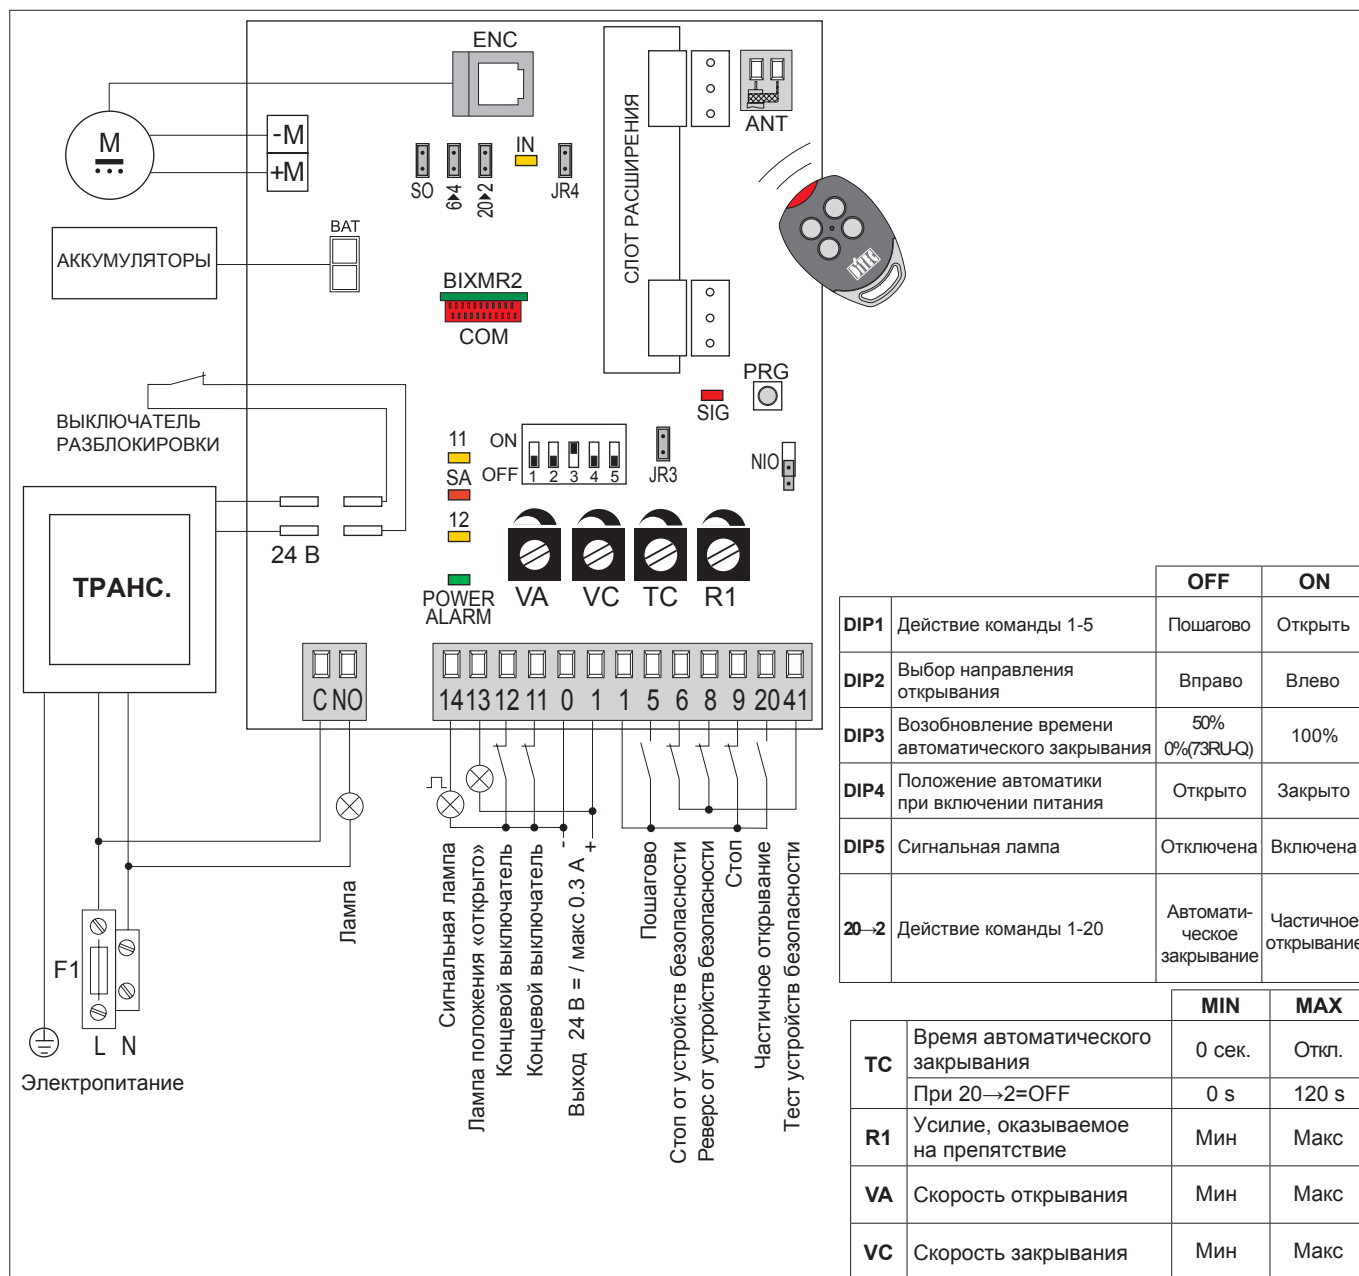 ENC
M
-M
+M
SO
6▶4
20▶2
IN
JR4
СЛОТ РАСШИРЕНИЯ
ANT
DITEC
BAT
АККУМУЛЯТОРЫ
BIXMR2
COM
ВЫКЛЮЧАТЕЛЬ
РАЗБЛОКИРОВКИ
PRG
SIG
11
SA
12
POWER
ALARM
ON
OFF
1 2 3 4 5
JR3
NIO
24 В
ТРАНС.
VA VC TC R1
C NO
14 13 12 11 0 1 1 5 6 8 9 20 41
Лампа
Сигнальная лампа
Лампа положения «открыто»
Концевой выключатель
Концевой выключатель
Выход 24 В = / макс 0.3 А
-
+
Пошагово
Стоп от устройств безопасности
Реверс от устройств безопасности
Стоп
Частичное открывание
Тест устройств безопасности
F1
L N
Электропитание
OFF ON
DIP1 Действие команды 1-5 Пошагово Открыть
DIP2 Выбор направления
открывания Вправо Влево
DIP3 Возобновление времени
автоматического закрывания 50%
0%(73RU-Q) 100%
DIP4 Положение автоматики
при включении питания Открыто Закрыто
DIP5 Сигнальная лампа Отключена Включена
20→2 Действие команды 1-20 Автомати-
ческое
закрывание Частичное
открывание
MIN MAX
TC Время автоматического
закрывания 0 сек. Откл.
При 20→2=OFF 0 s 120 s
R1 Усилие, оказываемое
на препятствие Мин Макс
VA Скорость открывания Мин Макс
VC Скорость закрывания Мин Макс